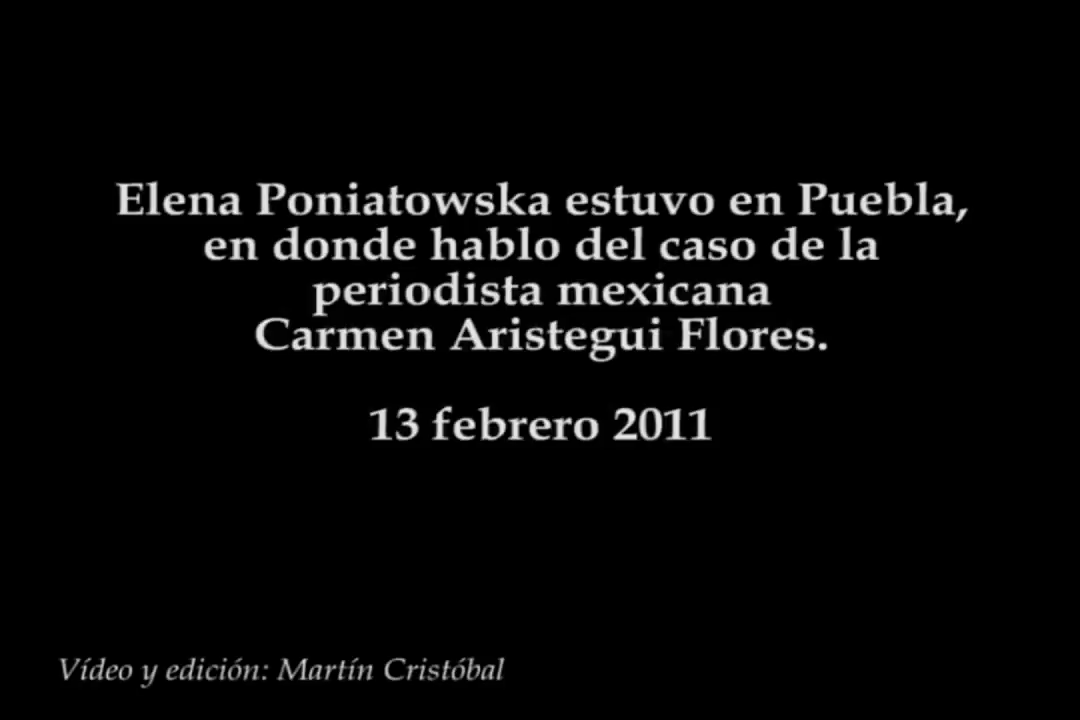 Elena Poniatowska estuvo en Puebla,
en donde hablo del caso de la
periodista mexicana
Carmen Aristegui Flores.
13 febrero 2011
Vídeo y edición: Martín Cristóbal